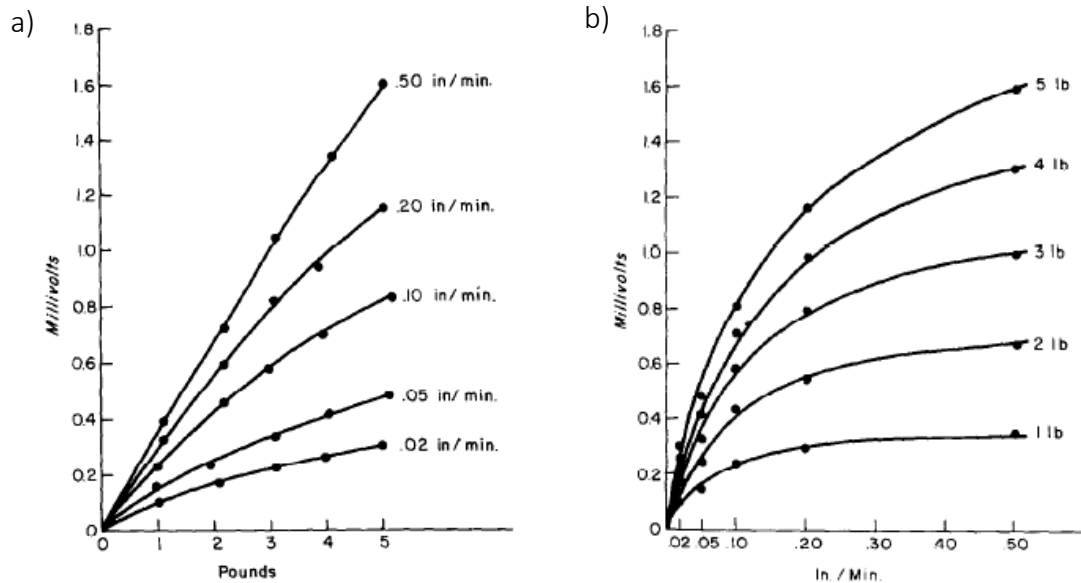 a)
1.8
1.6
1.4
1.2
1.0
0.8
0.6
0.4
0.2
0
Millivolts
.50 in/min.
.20 in/min.
.10 in/min.
.05 in/min.
.02 in/min.
0 1 2 3 4 5
Pounds
b)
1.8
1.6
1.4
1.2
1.0
0.8
0.6
0.4
0.2
0
Millivolts
5 lb
4 lb
3 lb
2 lb
1 lb
.02 .05 .10 .20 .30 .40 .50
In. / Min.